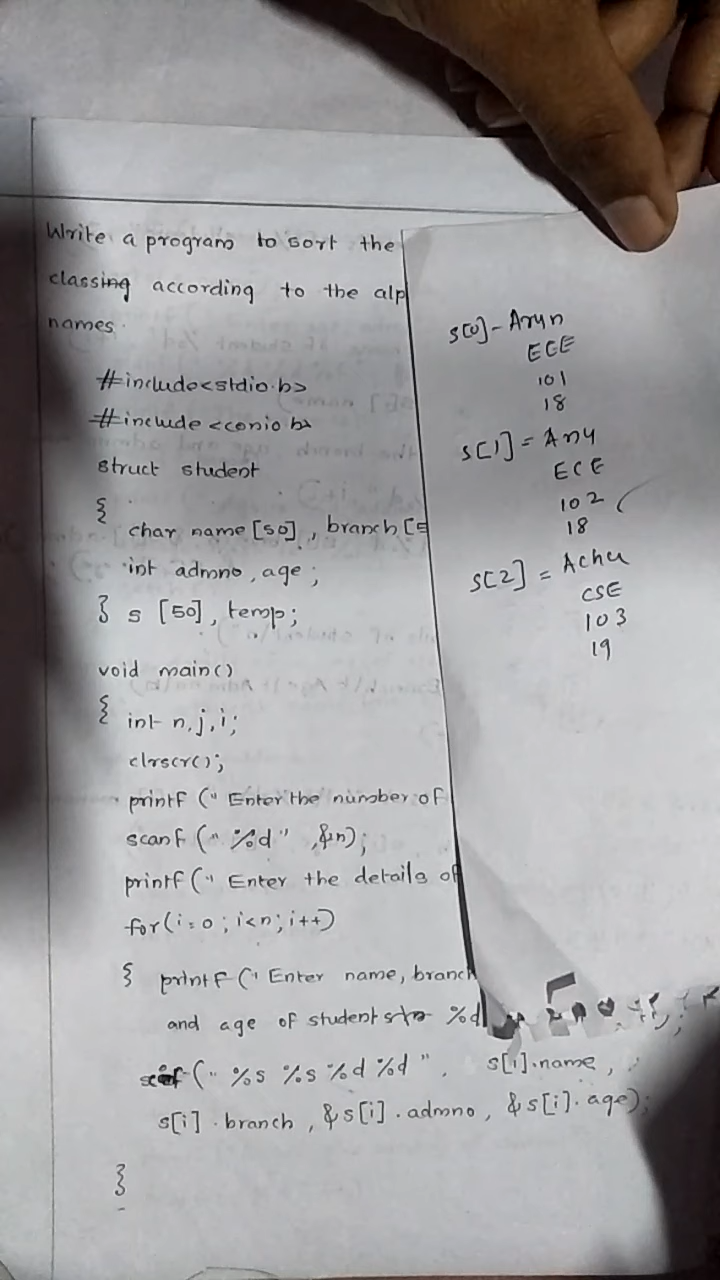 Write a program to sort the
classing according to the alp
names.
#include<stdio.h>
#include <conio.h>
struct student
{
char name [50] , branch [5
int admno , age ;
} s [50] , temp;
void main()
{ int n,j,i;
clrscr();
printf (" Enter the number of
scanf (" %d" ,&n);
printf (" Enter the details of
for(i=0 ; i<n; i++)
{ printf (" Enter name, branch
and age of student %d
(" %s %s %d %d ", s[i].name ,
s[i] . branch , & s[i] . admno , & s[i]. age);
}
s[0] - Arun
ECE
101
18
s[1] = Anu
ECE
102
18
s[2] = Achu
CSE
103
19